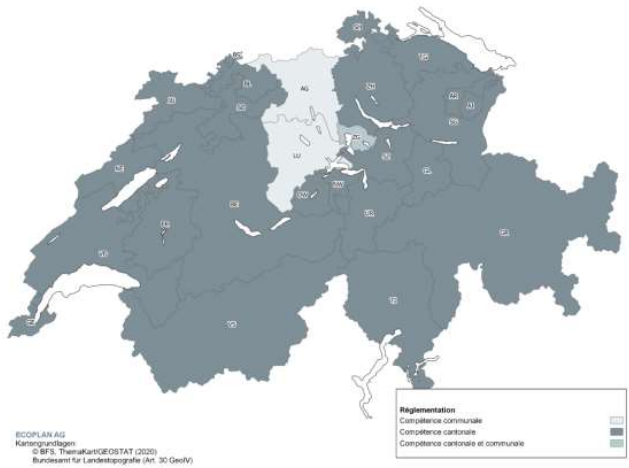 SH
BS
TG
BL
JU
AG
ZH
SO
AR
AI
SG
ZG
LU
SZ
NE
GL
OW
NW
BE
UR
FR
GR
VD
TI
GE
VS
Réglementation
Compétence communale
Compétence cantonale
Compétence cantonale et communale
ECOPLAN AG
Kartengrundlagen
© BFS, ThemaKart/GEOSTAT (2020)
Bundesamt für Landestopografie (Art. 30 GeoIV)